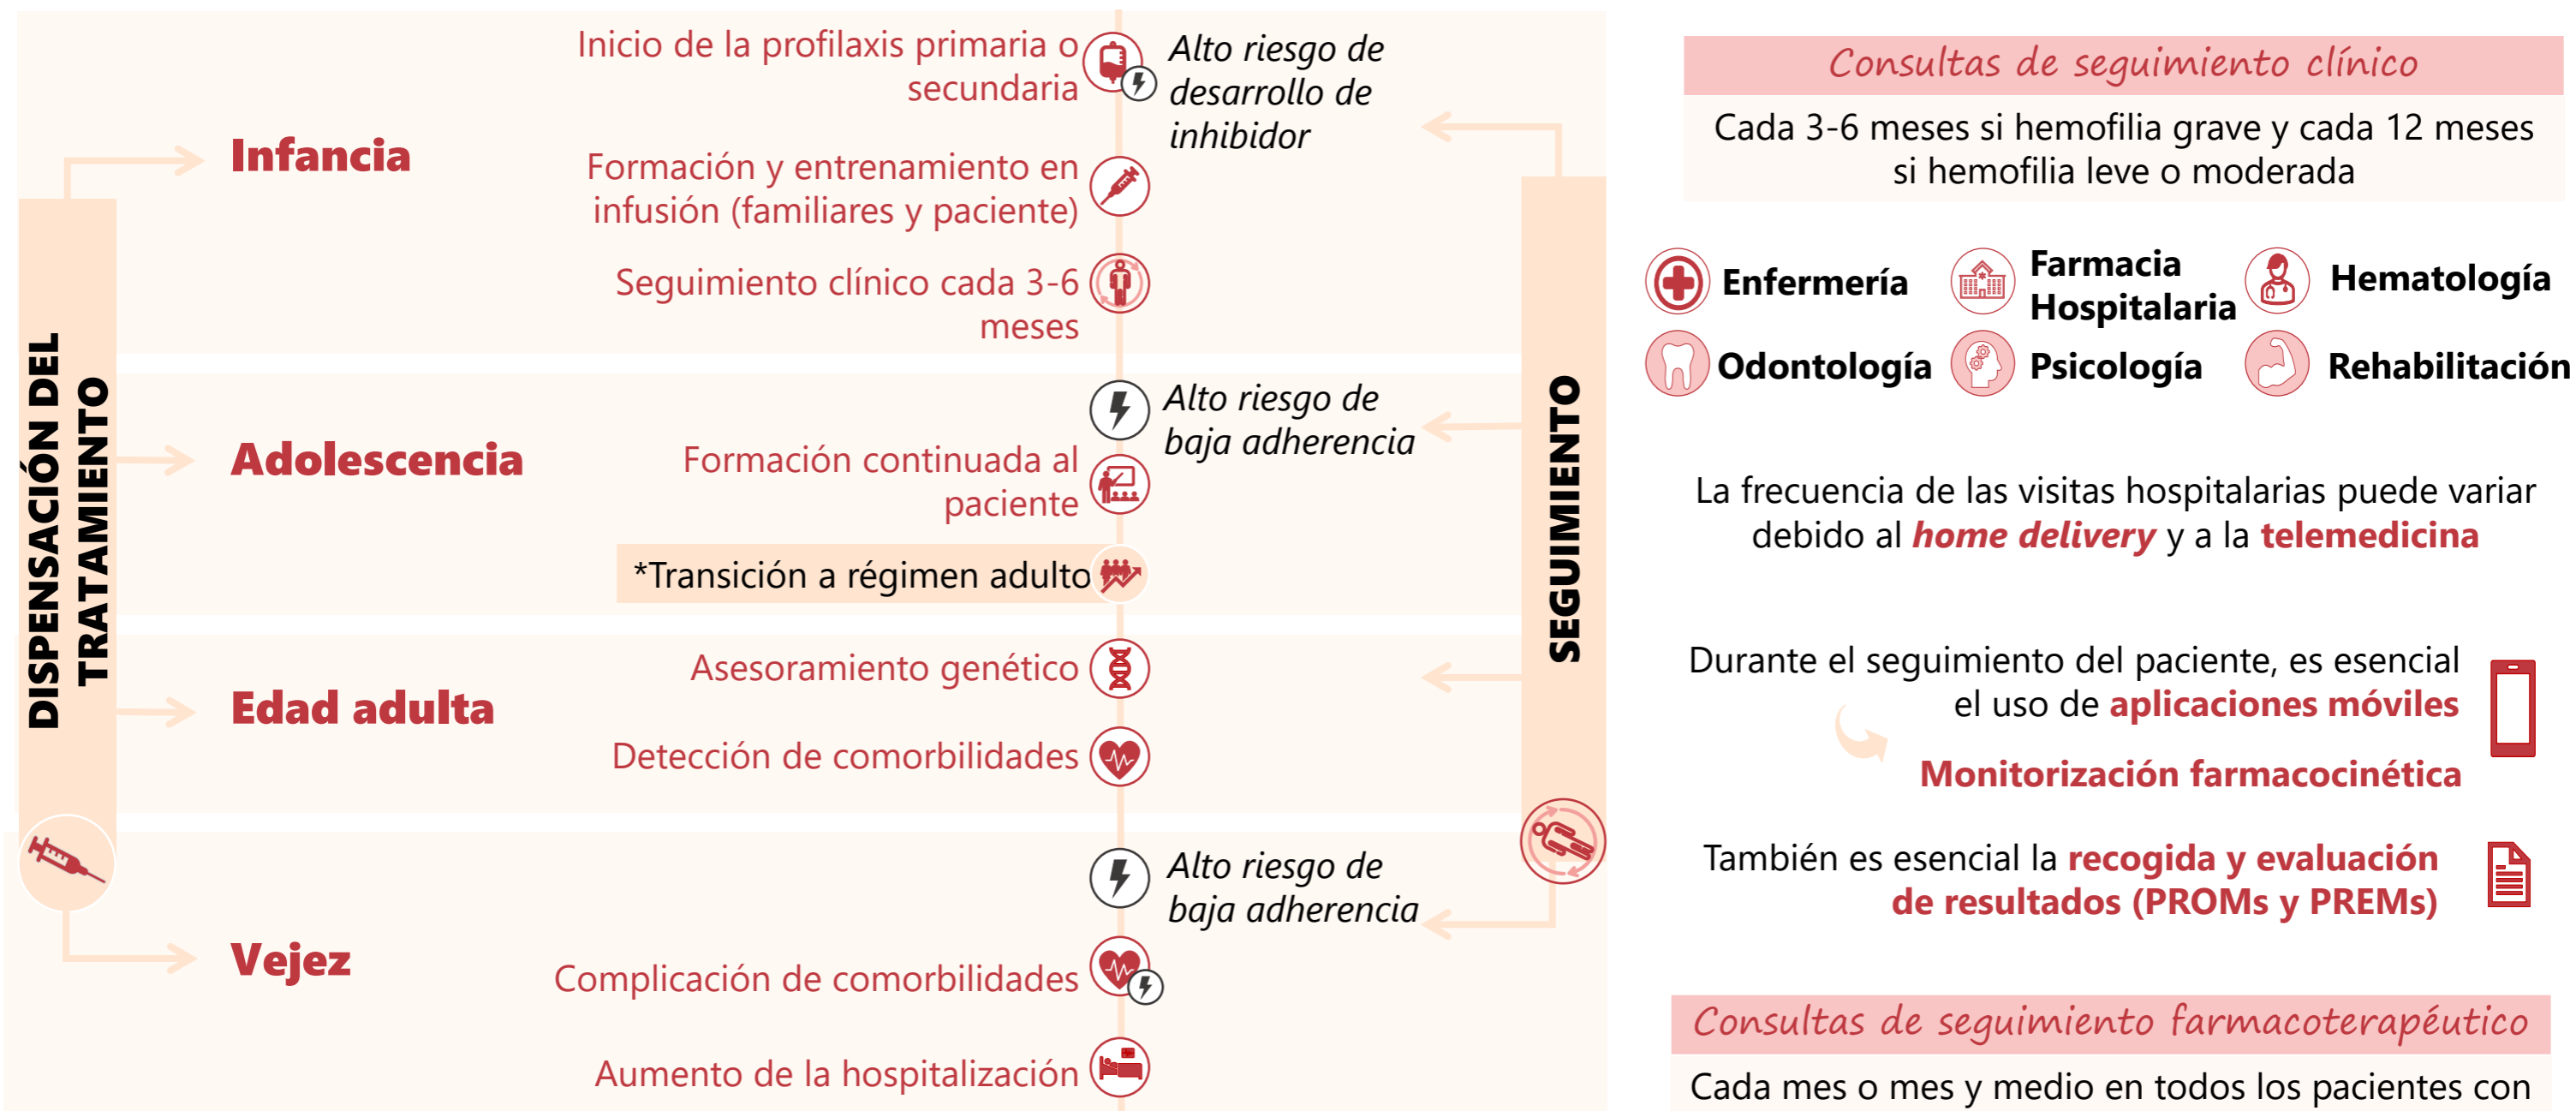 DISPENSACIÓN DEL
TRATAMIENTO
Infancia
Inicio de la profilaxis primaria o
secundaria
Alto riesgo de
desarrollo de
inhibidor
Formación y entrenamiento en
infusión (familiares y paciente)
Seguimiento clínico cada 3-6
meses
Adolescencia
Alto riesgo de
baja adherencia
Formación continuada al
paciente
*Transición a régimen adulto
Edad adulta
Asesoramiento genético
Detección de comorbilidades
Vejez
Alto riesgo de
baja adherencia
Complicación de comorbilidades
Aumento de la hospitalización
SEGUIMIENTO
Consultas de seguimiento clínico
Cada 3-6 meses si hemofilia grave y cada 12 meses
si hemofilia leve o moderada
Enfermería
Farmacia
Hospitalaria
Hematología
Odontología
Psicología
Rehabilitación
La frecuencia de las visitas hospitalarias puede variar
debido al home delivery y a la telemedicina
Durante el seguimiento del paciente, es esencial
el uso de aplicaciones móviles
Monitorización farmacocinética
También es esencial la recogida y evaluación
de resultados (PROMs y PREMs)
Consultas de seguimiento farmacoterapéutico
Cada mes o mes y medio en todos los pacientes con